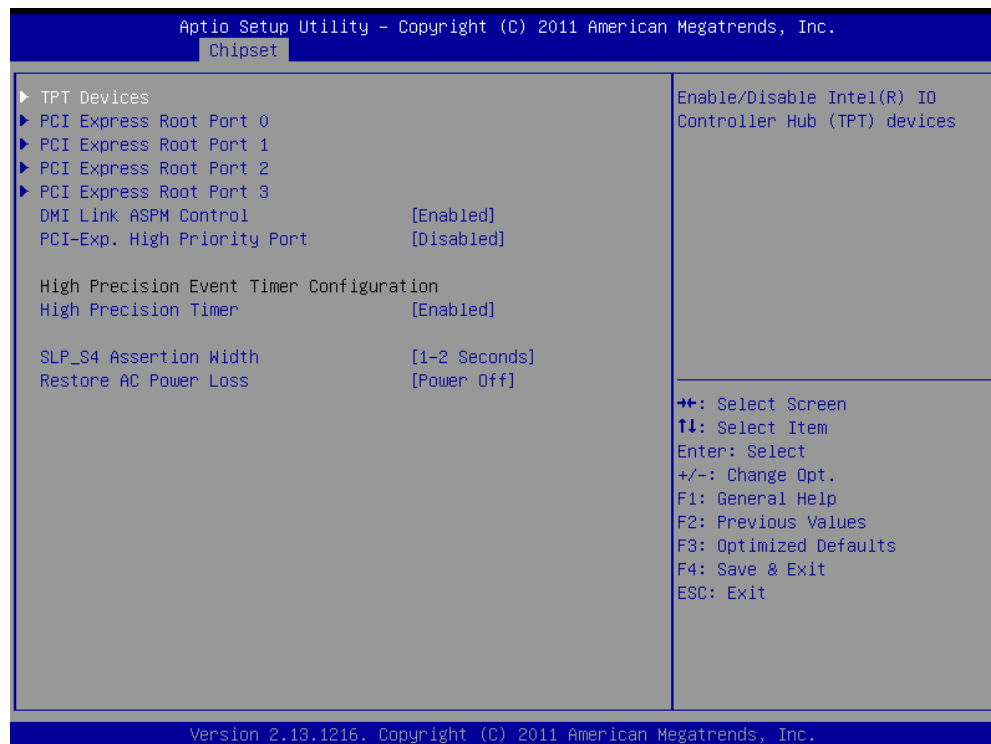 Aptio Setup Utility – Copyright (C) 2011 American Megatrends, Inc.
Chipset
TPT Devices
PCI Express Root Port 0
PCI Express Root Port 1
PCI Express Root Port 2
PCI Express Root Port 3
DMI Link ASPM Control [Enabled]
PCI-Exp. High Priority Port [Disabled]
High Precision Event Timer Configuration
High Precision Timer [Enabled]
SLP_S4 Assertion Width [1-2 Seconds]
Restore AC Power Loss [Power Off]
Enable/Disable Intel(R) IO
Controller Hub (TPT) devices
→←: Select Screen
↑↓: Select Item
Enter: Select
+/-: Change Opt.
F1: General Help
F2: Previous Values
F3: Optimized Defaults
F4: Save & Exit
ESC: Exit
Version 2.13.1216. Copyright (C) 2011 American Megatrends, Inc.